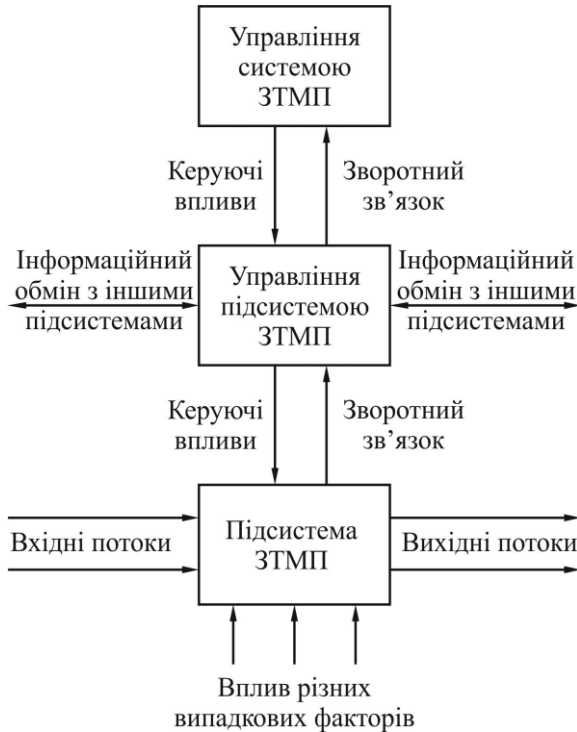 Управління
системою
ЗТМП
Керуючі
впливи
Зворотний
зв’язок
Інформаційний
обмін з іншими
підсистемами
Управління
підсистемою
ЗТМП
Інформаційний
обмін з іншими
підсистемами
Керуючі
впливи
Зворотний
зв’язок
Вхідні потоки
Підсистема
ЗТМП
Вихідні потоки
Вплив різних
випадкових факторів